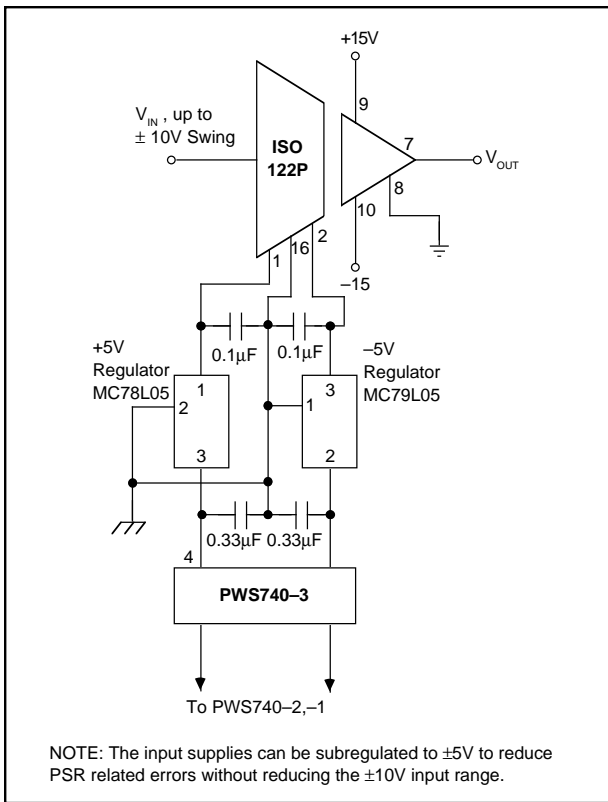 +15V
9
V_IN , up to
± 10V Swing
ISO
122P
7
V_OUT
8
10
2
16
1
–15
0.1µF 0.1µF
+5V
Regulator
MC78L05
–5V
Regulator
MC79L05
1
2
3
3
1
2
0.33µF 0.33µF
4
PWS740–3
To PWS740–2,–1
NOTE: The input supplies can be subregulated to ±5V to reduce
PSR related errors without reducing the ±10V input range.